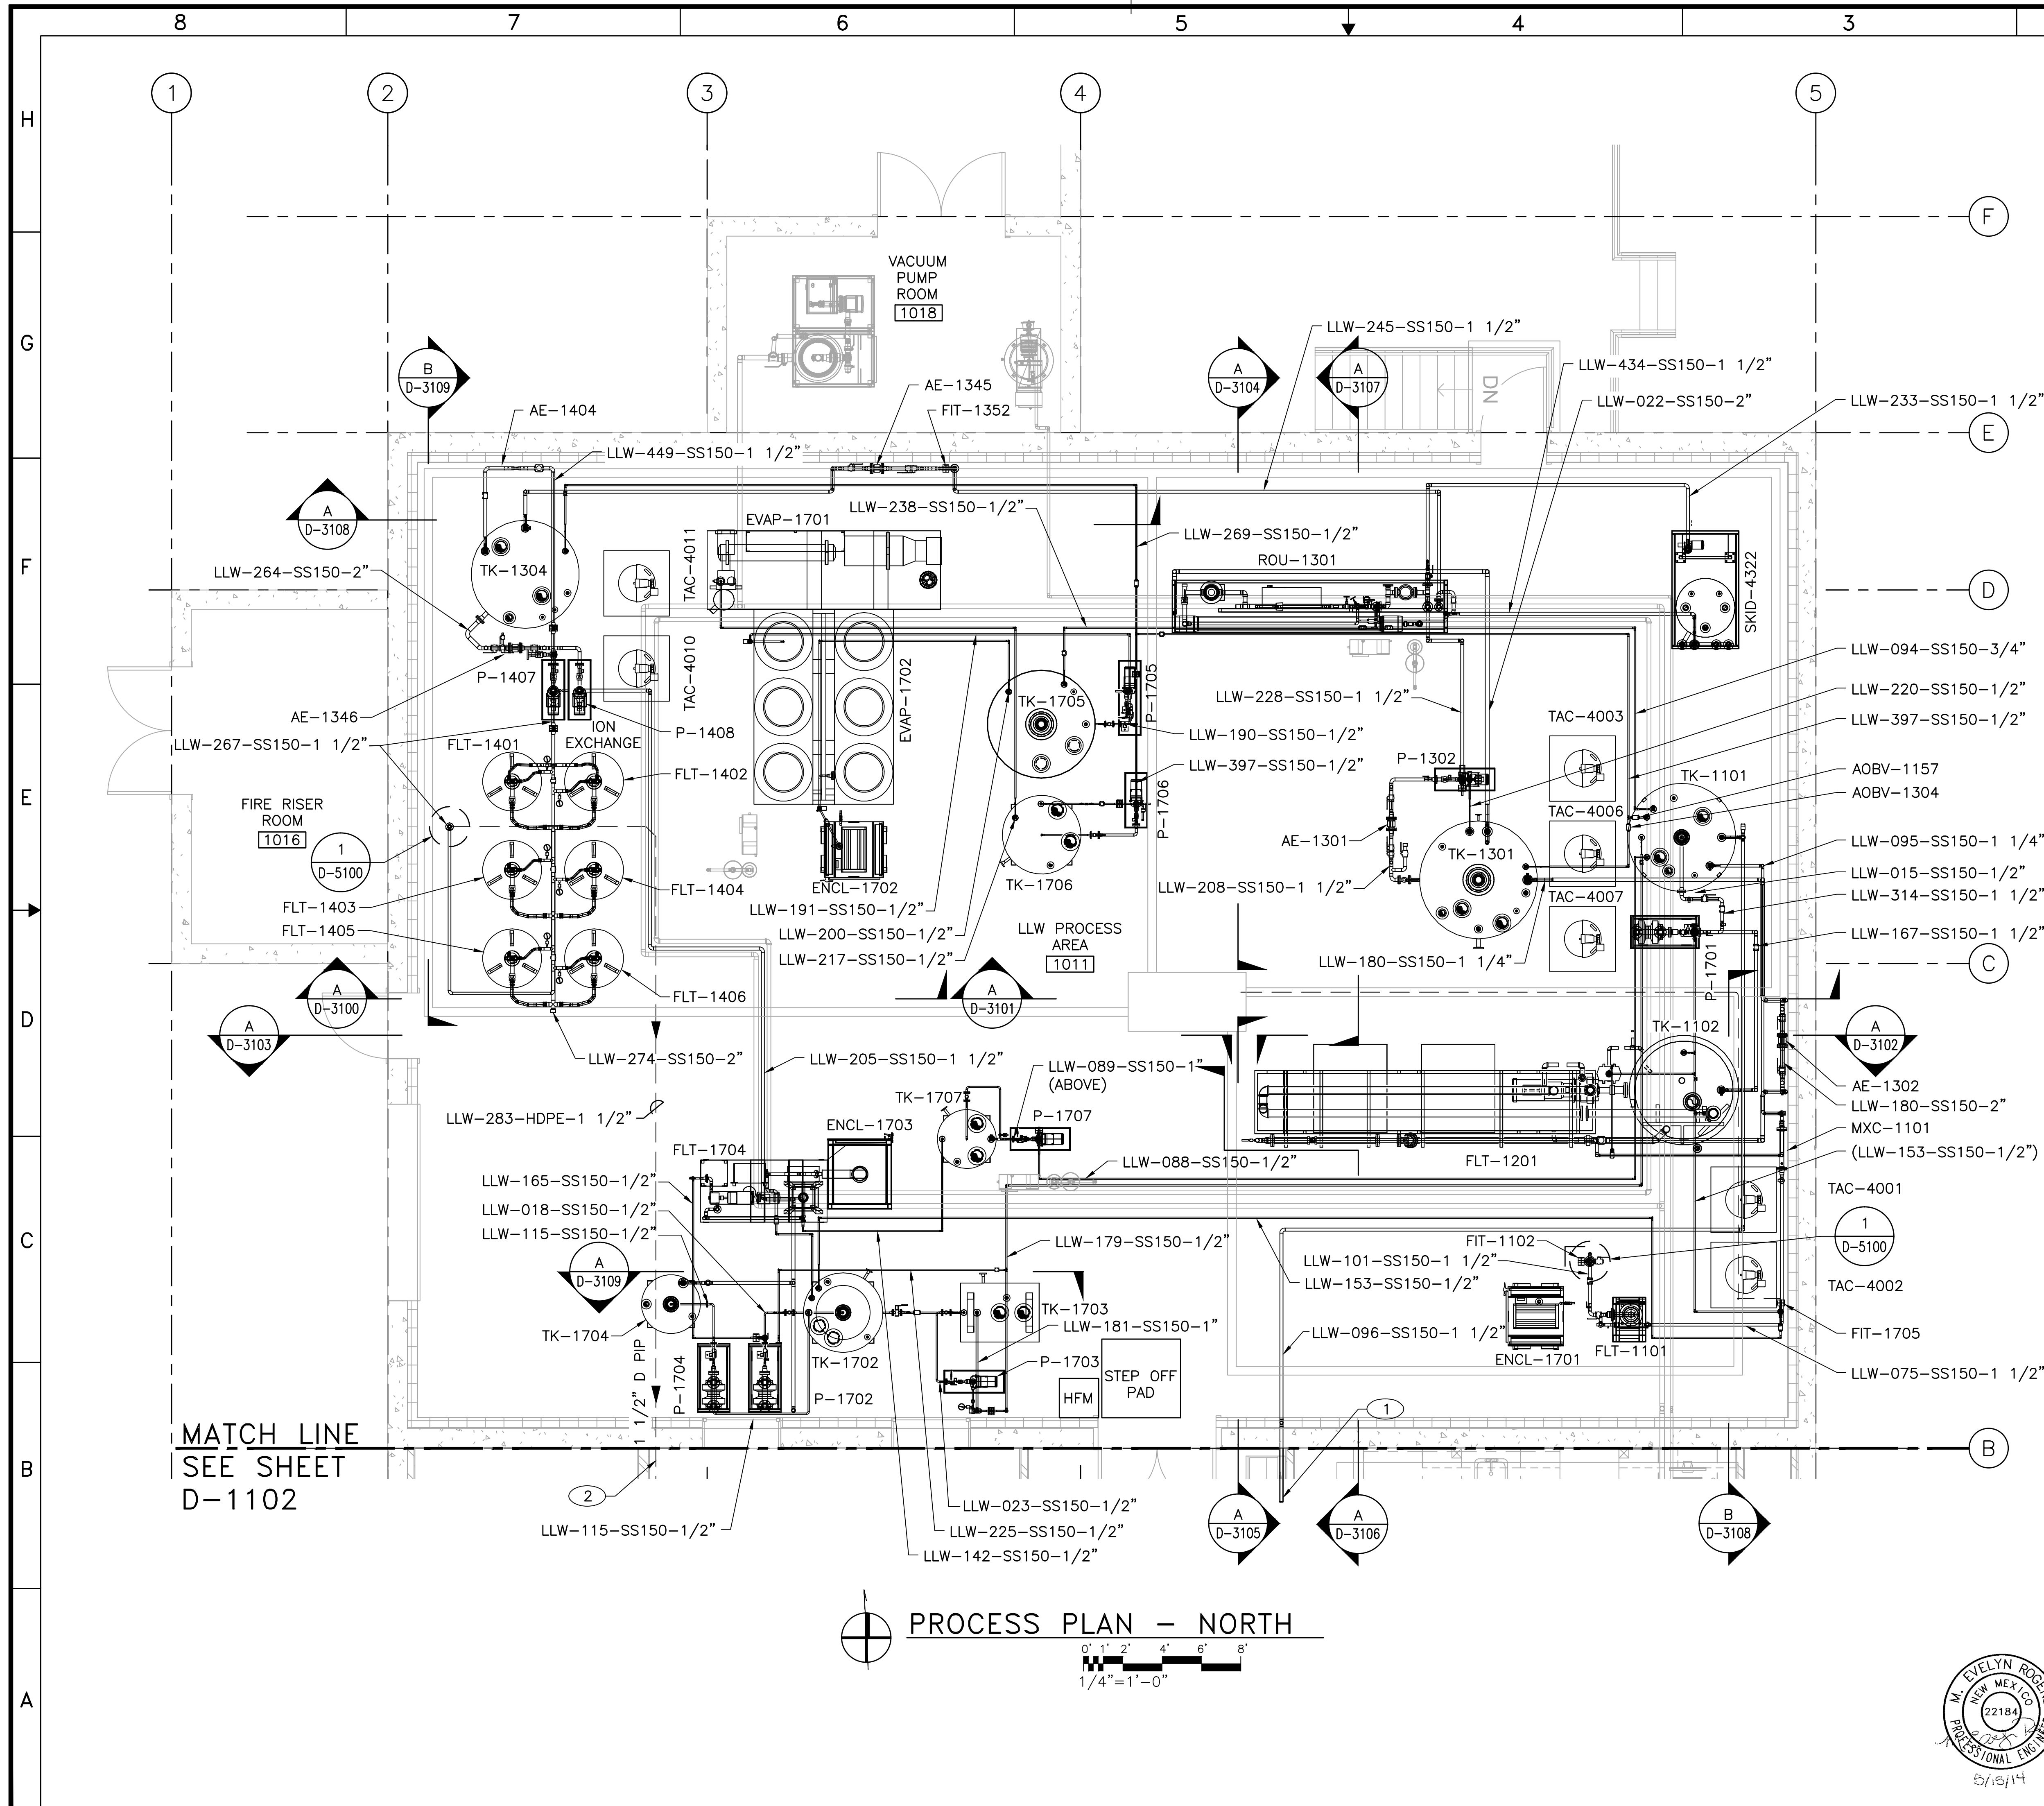 8 7 6 5 4 3
H
G
F
E
D
C
B
A
1 2 3 4 5
F
E
D
C
B
VACUUM
PUMP
ROOM
1018
B
D-3109
A
D-3104
A
D-3107
LLW-245-SS150-1 1/2"
LLW-434-SS150-1 1/2"
LLW-022-SS150-2"
LLW-233-SS150-1 1/2"
DN
AE-1345
FIT-1352
AE-1404
LLW-449-SS150-1 1/2"
A
D-3108
LLW-238-SS150-1/2"
EVAP-1701
LLW-269-SS150-1/2"
ROU-1301
TK-1304
TAC-4011
LLW-264-SS150-2"
SKID-4322
TAC-4010
P-1407
EVAP-1702
TK-1705
P-1705
LLW-094-SS150-3/4"
LLW-220-SS150-1/2"
LLW-397-SS150-1/2"
LLW-228-SS150-1 1/2"
TAC-4003
AE-1346
ION
EXCHANGE
P-1408
LLW-190-SS150-1/2"
LLW-267-SS150-1 1/2"
FLT-1401
FLT-1402
LLW-397-SS150-1/2"
P-1302
TK-1101
AOBV-1157
AOBV-1304
FIRE RISER
ROOM
1016
1
D-5100
P-1706
AE-1301
TAC-4006
TK-1301
LLW-095-SS150-1 1/4"
LLW-015-SS150-1/2"
LLW-314-SS150-1 1/2"
FLT-1404
ENCL-1702
TK-1706
LLW-208-SS150-1 1/2"
TAC-4007
FLT-1403
FLT-1405
LLW-191-SS150-1/2"
LLW-200-SS150-1/2"
LLW-217-SS150-1/2"
LLW PROCESS
AREA
1011
LLW-180-SS150-1 1/4"
LLW-167-SS150-1 1/2"
P-1701
A
D-3100
FLT-1406
A
D-3101
A
D-3103
TK-1102
A
D-3102
LLW-274-SS150-2"
LLW-205-SS150-1 1/2"
LLW-089-SS150-1"
(ABOVE)
AE-1302
LLW-180-SS150-2"
MXC-1101
(LLW-153-SS150-1/2")
LLW-283-HDPE-1 1/2"
TK-1707
P-1707
ENCL-1703
FLT-1704
LLW-088-SS150-1/2"
FLT-1201
LLW-165-SS150-1/2"
LLW-018-SS150-1/2"
LLW-115-SS150-1/2"
TAC-4001
1
D-5100
LLW-179-SS150-1/2"
FIT-1102
LLW-101-SS150-1 1/2"
LLW-153-SS150-1/2"
A
D-3109
TAC-4002
TK-1704
TK-1702
TK-1703
LLW-181-SS150-1"
LLW-096-SS150-1 1/2"
ENCL-1701
FLT-1101
FIT-1705
LLW-075-SS150-1 1/2"
1 1/2" D PIP
P-1704
P-1702
P-1703
STEP OFF
PAD
HFM
1
MATCH LINE
SEE SHEET
D-1102
2
LLW-115-SS150-1/2"
LLW-023-SS150-1/2"
LLW-225-SS150-1/2"
LLW-142-SS150-1/2"
A
D-3105
A
D-3106
B
D-3108
PROCESS PLAN - NORTH
0' 1' 2' 4' 6' 8'
1/4"=1'-0"
M. EVELYN
NEW MEXICO
22184
PROFESSIONAL
5/15/14